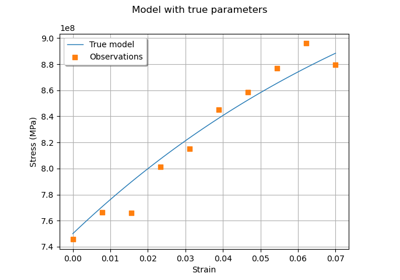 Model with true parameters
1e8
True model
Observations
9.0
8.8
8.6
8.4
8.2
8.0
7.8
7.6
7.4
Stress (MPa)
0.00 0.01 0.02 0.03 0.04 0.05 0.06 0.07
Strain